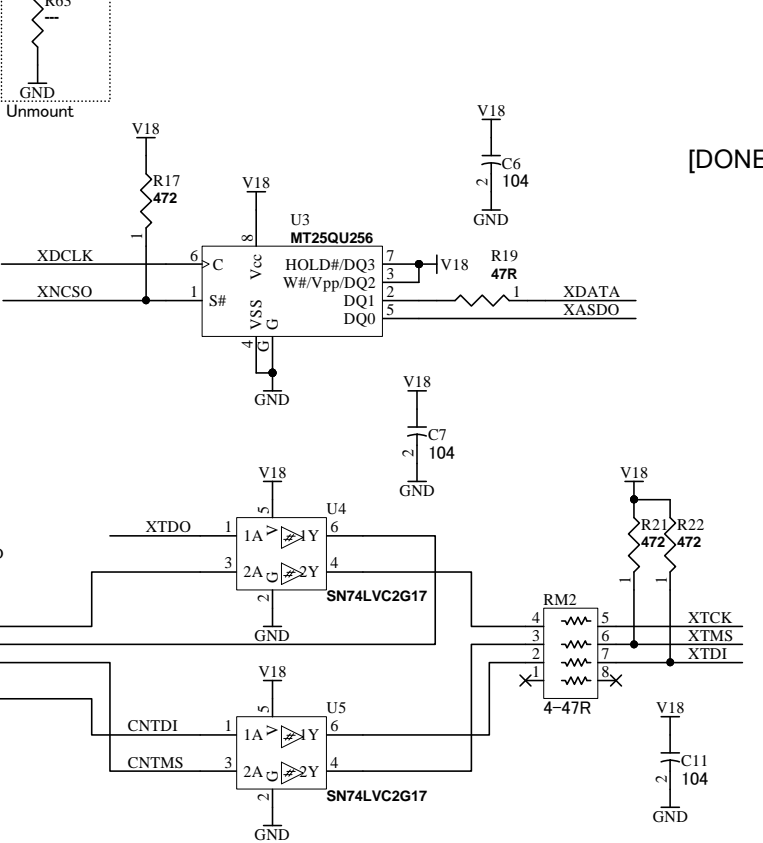 R63
---
GND
Unmount
V18
R17
472
1
V18
8
U3
MT25QU256
V18
C6
104
2
GND
[DONE
XDCLK
6
C
Vcc
HOLD#/DQ3
7
V18
W#/Vpp/DQ2
3
R19
47R
XNCSO
1
S#
DQ1
2
1
XDATA
VSS
G
DQ0
5
XASDO
4
G
GND
V18
C7
104
2
GND
V18
5
U4
XTDO
1
1A
V
1Y
6
3
2A
G
2Y
4
SN74LVC2G17
2
GND
V18
R21
472
R22
472
1
1
RM2
4
5
XTCK
3
6
XTMS
2
7
XTDI
1
8
4-47R
V18
5
U5
CNTDI
1
1A
V
1Y
6
CNTMS
3
2A
G
2Y
4
SN74LVC2G17
2
GND
V18
C11
104
2
GND